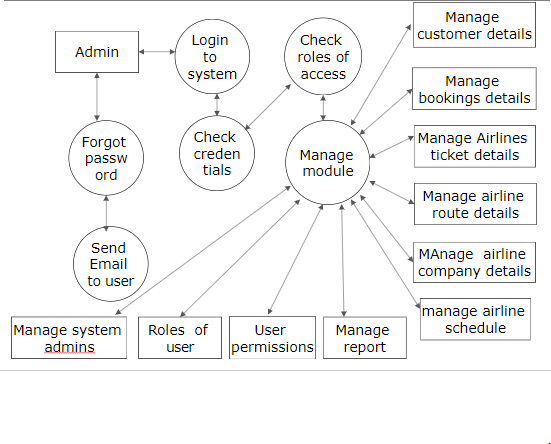 Admin
Login
to
system
Check
roles of
access
Manage
customer details
Manage
bookings details
Forgot
passw
ord
Check
creden
tials
Manage
module
Manage Airlines
ticket details
Manage airline
route details
Send
Email
to user
MAnage airline
company details
manage airline
schedule
Manage system
admins
Roles of
user
User
permissions
Manage
report
.